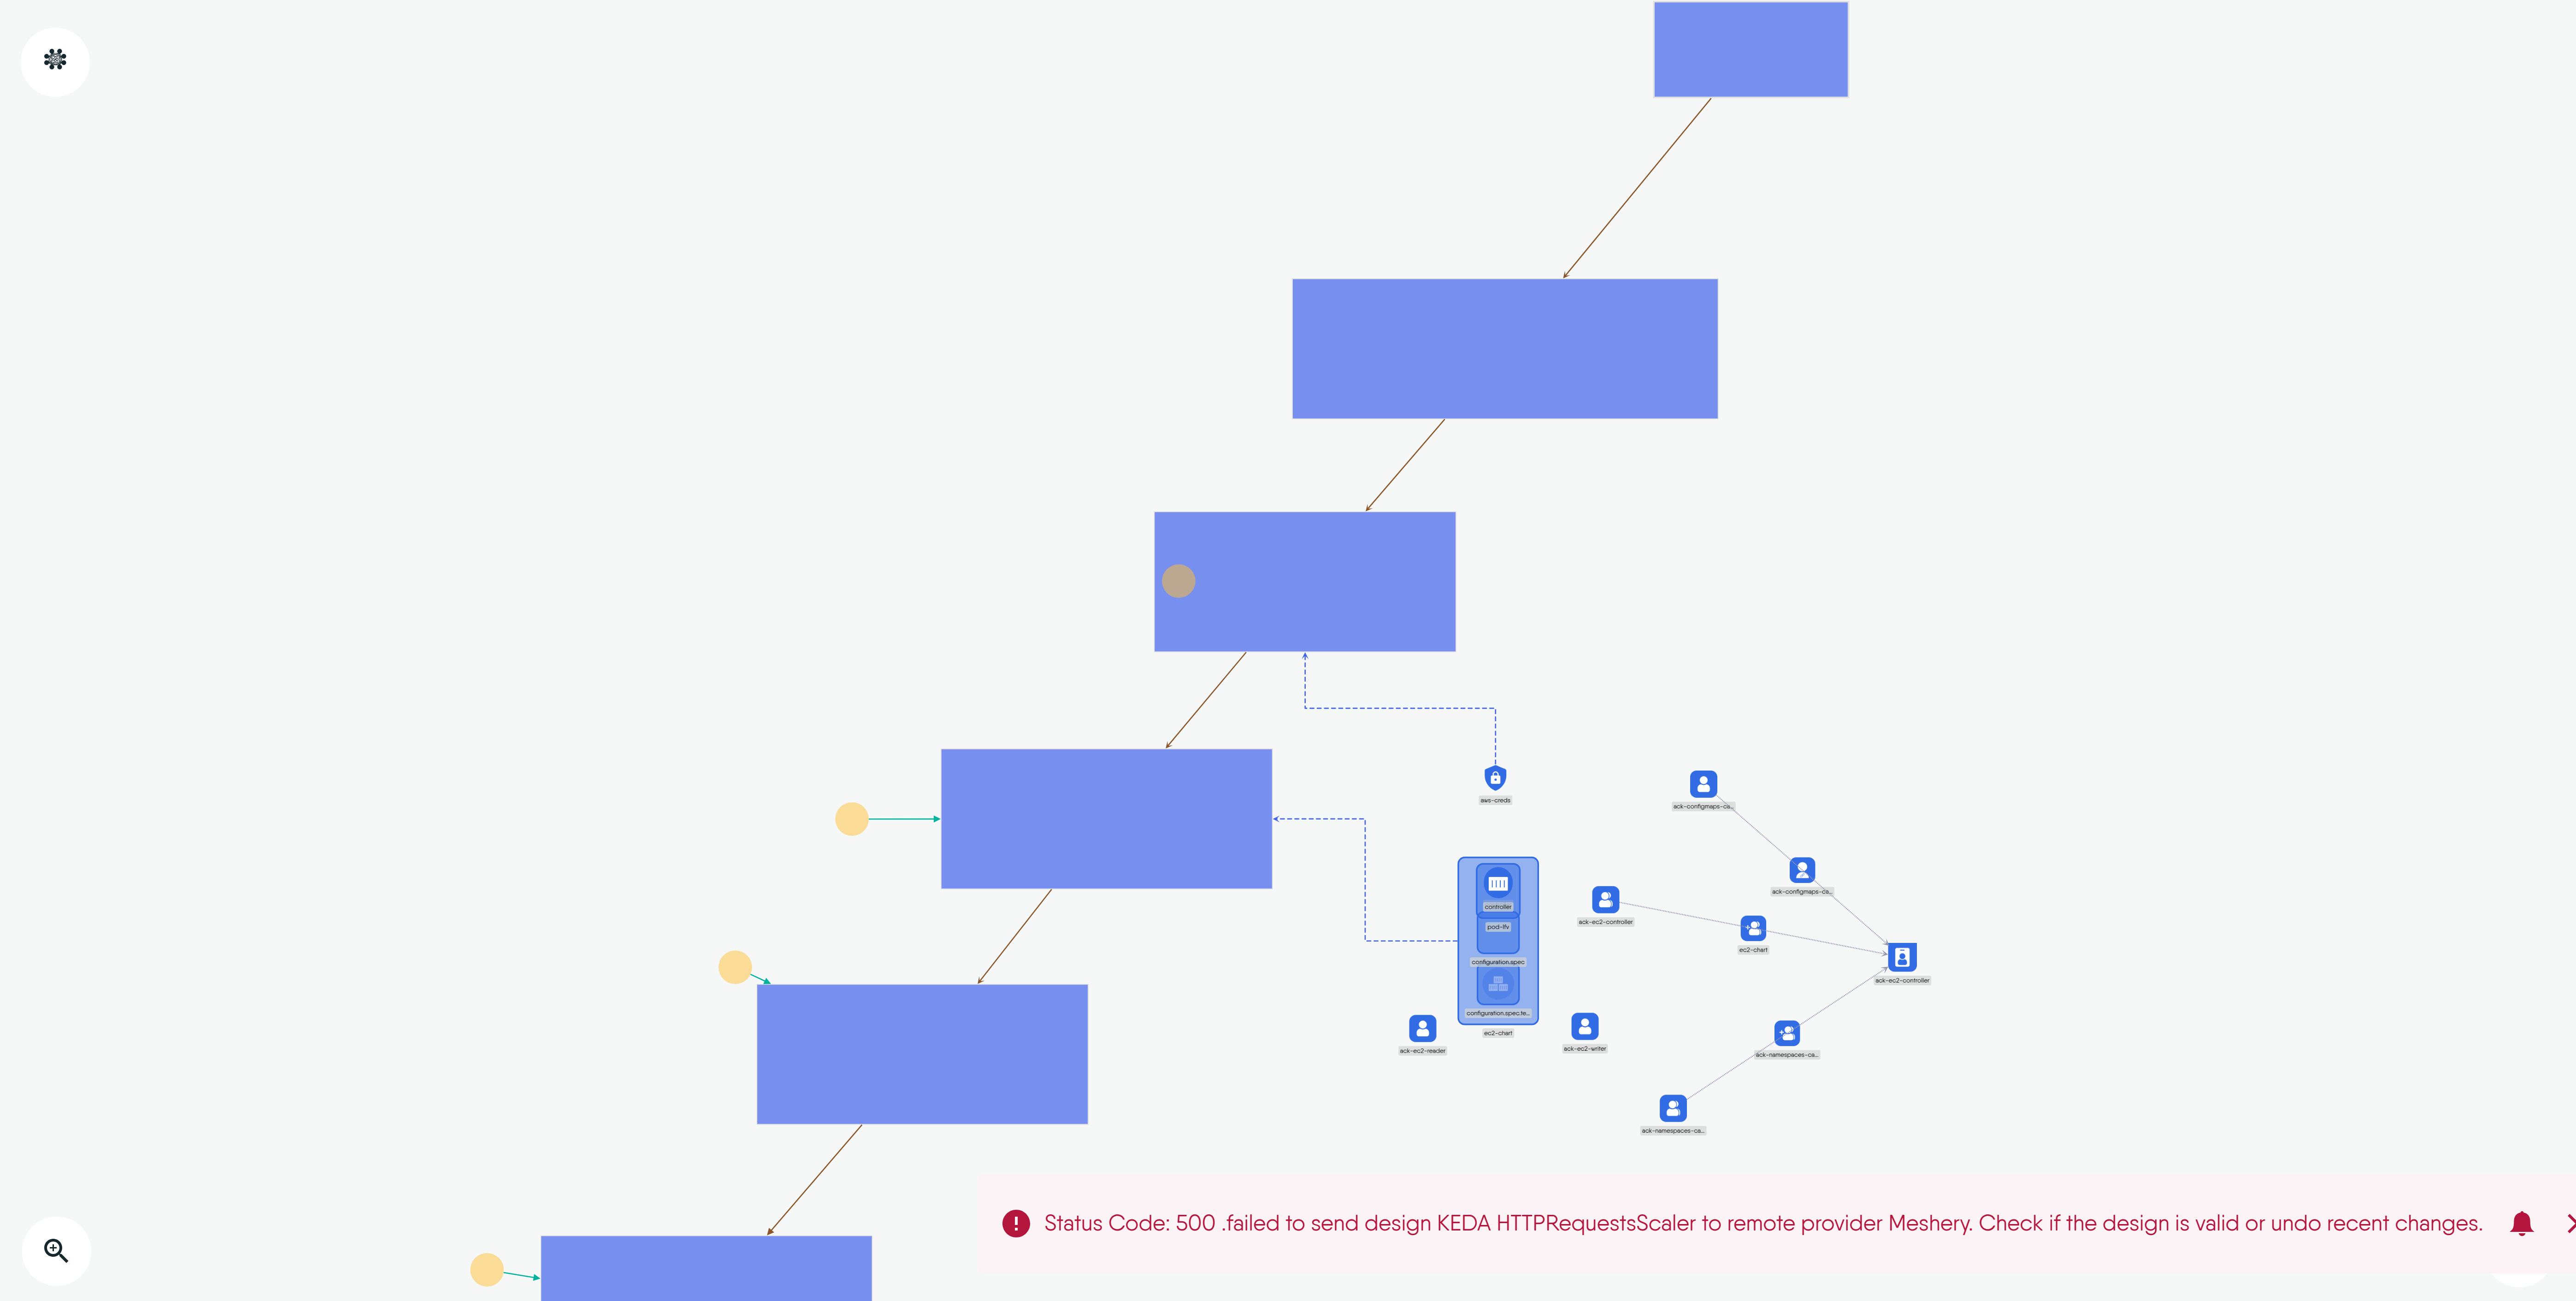 aws-creds
ack-configmaps-ca...
controller
ack-configmaps-ca...
ack-ec2-controller
pod-lfv
ec2-chart
configuration.spec
ack-ec2-controller
configuration.spec.te...
ec2-chart
ack-ec2-reader
ack-ec2-writer
ack-namespaces-ca...
ack-namespaces-ca...
Status Code: 500 .failed to send design KEDA HTTPRequestsScaler to remote provider Meshery. Check if the design is valid or undo recent changes.